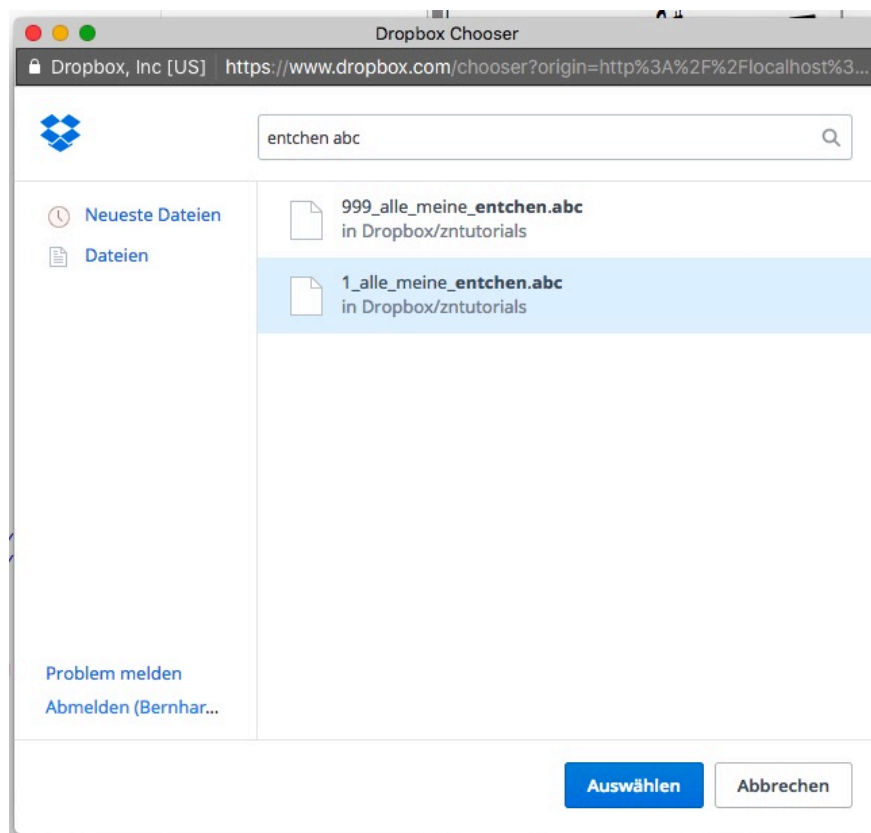 Dropbox Chooser
Dropbox, Inc [US] https://www.dropbox.com/chooser?origin=http%3A%2F%2Flocalhost%3...
entchen abc
Neueste Dateien
Dateien
999_alle_meine_entchen.abc
in Dropbox/zntutorials
1_alle_meine_entchen.abc
in Dropbox/zntutorials
Problem melden
Abmelden (Bernhar...
Auswählen
Abbrechen